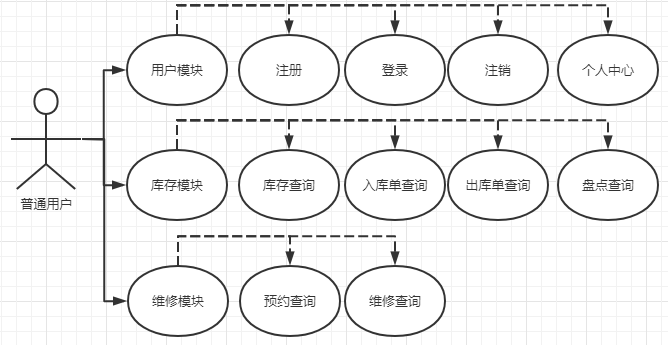 用户模块
注册
登录
注销
个人中心
普通用户
库存模块
库存查询
入库单查询
出库单查询
盘点查询
维修模块
预约查询
维修查询